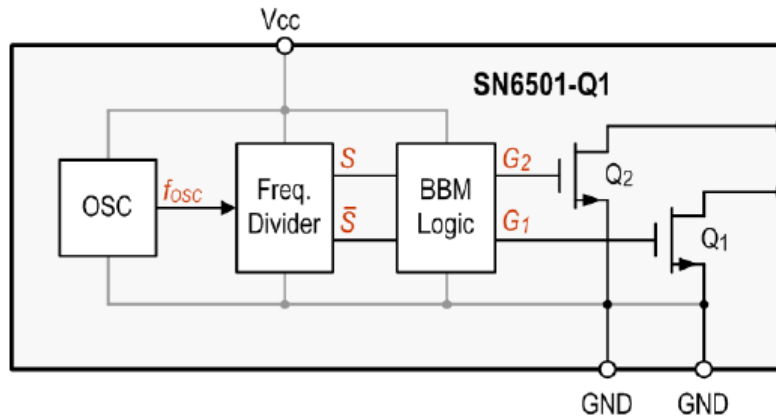 Vcc
SN6501-Q1
OSC
fOSC
Freq.
Divider
S
S̅
BBM
Logic
G2
G1
Q2
Q1
GND GND